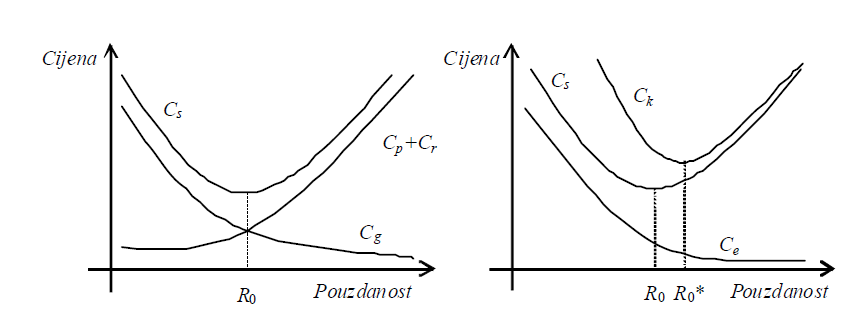 Cijena
Cs
Cp+Cr
Cg
R0
Pouzdanost
Cijena
Cs
Ck
Ce
R0
R0*
Pouzdanost